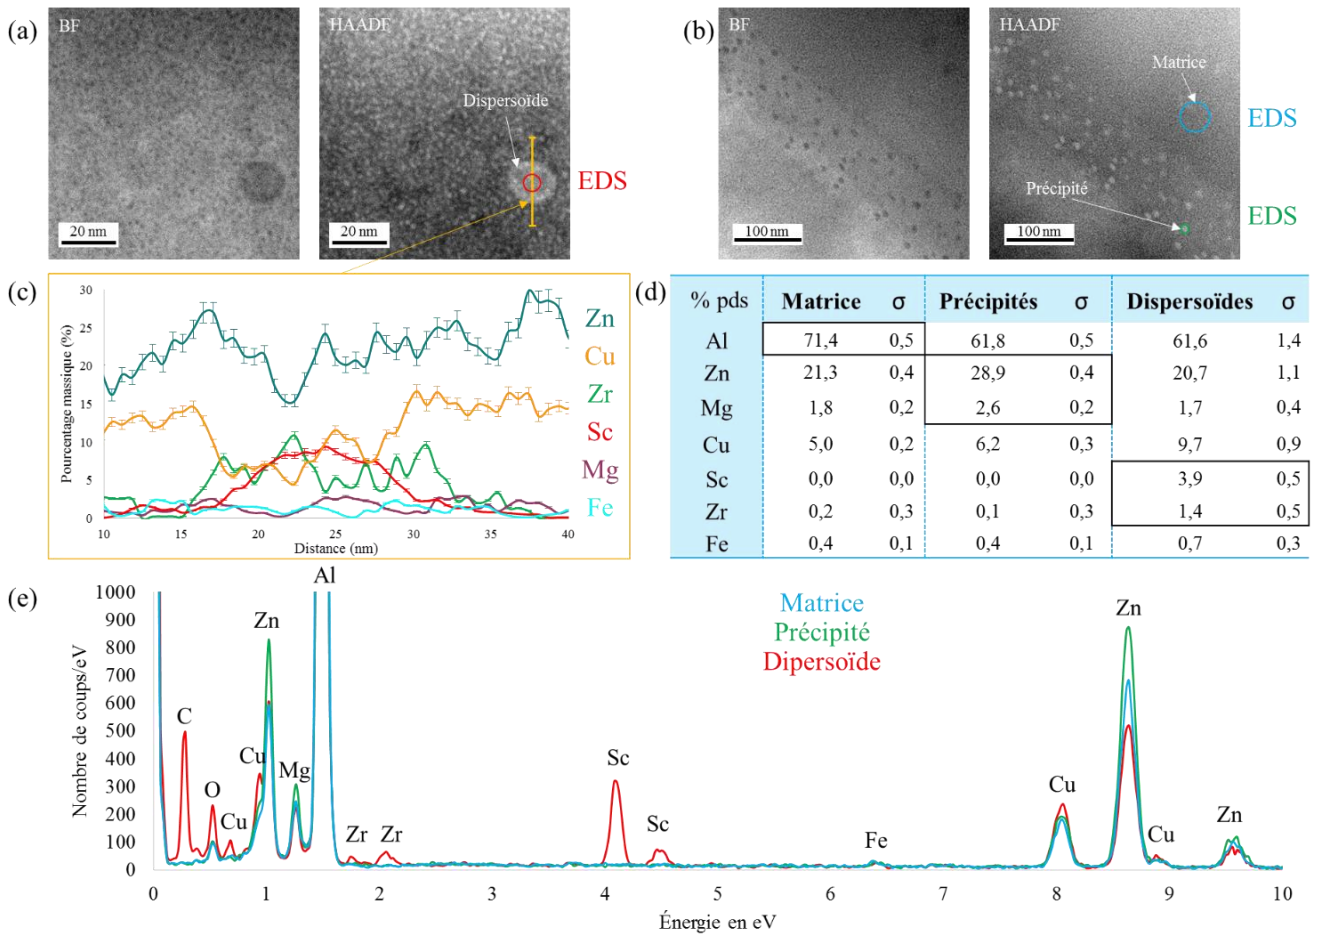 (a)
BF
20 nm
HAADF
Dispersoïde
EDS
20 nm
(b)
BF
100 nm
HAADF
Matrice
EDS
Précipité
EDS
100 nm
(c)
Pourcentage massique (%)
30
25
20
15
10
5
0
10 15 20 25 30 35 40
Distance (nm)
Zn
Cu
Zr
Sc
Mg
Fe
(d)
% pds Matrice σ Précipités σ Dispersoïdes σ
Al 71,4 0,5 61,8 0,5 61,6 1,4
Zn 21,3 0,4 28,9 0,4 20,7 1,1
Mg 1,8 0,2 2,6 0,2 1,7 0,4
Cu 5,0 0,2 6,2 0,3 9,7 0,9
Sc 0,0 0,0 0,0 0,0 3,9 0,5
Zr 0,2 0,3 0,1 0,3 1,4 0,5
Fe 0,4 0,1 0,4 0,1 0,7 0,3
(e)
Nombre de coups/eV
1000
900
800
700
600
500
400
300
200
100
0
C
O
Cu
Cu
Zn
Mg
Al
Zr
Zr
Sc
Sc
Fe
Cu
Zn
Cu
Zn
Matrice
Précipité
Dipersoïde
0 1 2 3 4 5 6 7 8 9 10
Énergie en eV